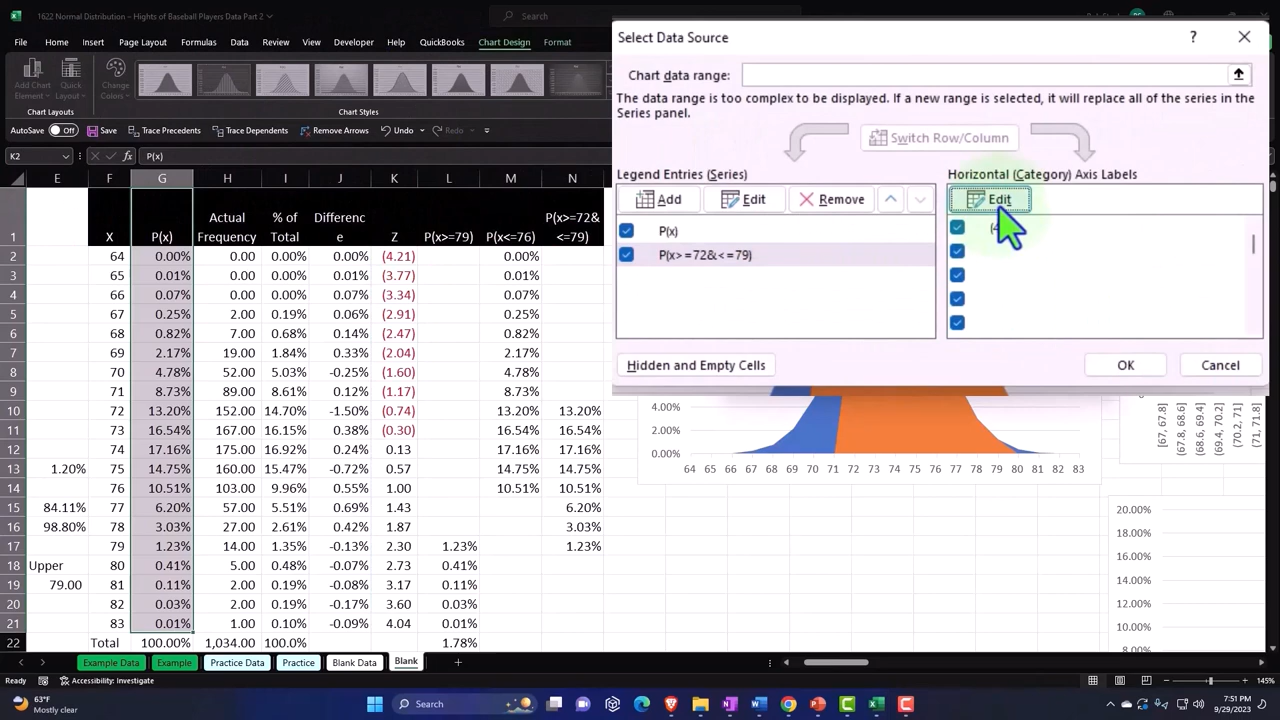 1622 Normal Distribution - Hights of Baseball Players Data Part 2
Search
File Home Insert Page Layout Formulas Data Review View Developer Help QuickBooks Chart Design Format
Add Chart Element Quick Layout
Change Colors
Chart Layouts
Chart Styles
AutoSave Off Save Trace Precedents Trace Dependents Remove Arrows Undo Redo
K2 P(x)
Select Data Source
Chart data range:
The data range is too complex to be displayed. If a new range is selected, it will replace all of the series in the
Series panel.
Switch Row/Column
Legend Entries (Series)
Add Edit Remove
P(x)
P(x>=72&<=79)
Horizontal (Category) Axis Labels
Edit
Hidden and Empty Cells
OK Cancel
E F G H I J K L M N
Actual % of Differenc P(x>=72&
1 X P(x) Frequency Total e Z P(x>=79) P(x<=76) <=79)
2 64 0.00% 0.00 0.00% 0.00% (4.21) 0.00%
3 65 0.01% 0.00 0.00% 0.01% (3.77) 0.01%
4 66 0.07% 0.00 0.00% 0.07% (3.34) 0.07%
5 67 0.25% 2.00 0.19% 0.06% (2.91) 0.25%
6 68 0.82% 7.00 0.68% 0.14% (2.47) 0.82%
7 69 2.17% 19.00 1.84% 0.33% (2.04) 2.17%
8 70 4.78% 52.00 5.03% -0.25% (1.60) 4.78%
9 71 8.73% 89.00 8.61% 0.12% (1.17) 8.73%
10 72 13.20% 152.00 14.70% -1.50% (0.74) 13.20% 13.20%
11 73 16.54% 167.00 16.15% 0.38% (0.30) 16.54% 16.54%
12 74 17.16% 175.00 16.92% 0.24% 0.13 17.16% 17.16%
13 1.20% 75 14.75% 160.00 15.47% -0.72% 0.57 14.75% 14.75%
14 76 10.51% 103.00 9.96% 0.55% 1.00 10.51% 10.51%
15 84.11% 77 6.20% 57.00 5.51% 0.69% 1.43 6.20%
16 98.80% 78 3.03% 27.00 2.61% 0.42% 1.87 3.03%
17 79 1.23% 14.00 1.35% -0.13% 2.30 1.23% 1.23%
18 Upper 80 0.41% 5.00 0.48% -0.07% 2.73 0.41%
19 79.00 81 0.11% 2.00 0.19% -0.08% 3.17 0.11%
20 82 0.03% 2.00 0.19% -0.17% 3.60 0.03%
21 83 0.01% 1.00 0.10% -0.09% 4.04 0.01%
22 Total 100.00% 1,034.00 100.0% 1.78%
4.00%
2.00%
0.00%
64 65 66 67 68 69 70 71 72 73 74 75 76 77 78 79 80 81 82 83
[67, 67.8]
(67.8, 68.6]
(68.6, 69.4]
(69.4, 70.2]
(70.2, 71]
(71, 71.8]
20.00%
18.00%
16.00%
14.00%
12.00%
10.00%
8.00%
Example Data Example Practice Data Practice Blank Data Blank
Ready Accessibility: Investigate 145%
63°F
Mostly clear
Search
7:51 PM
9/29/2023